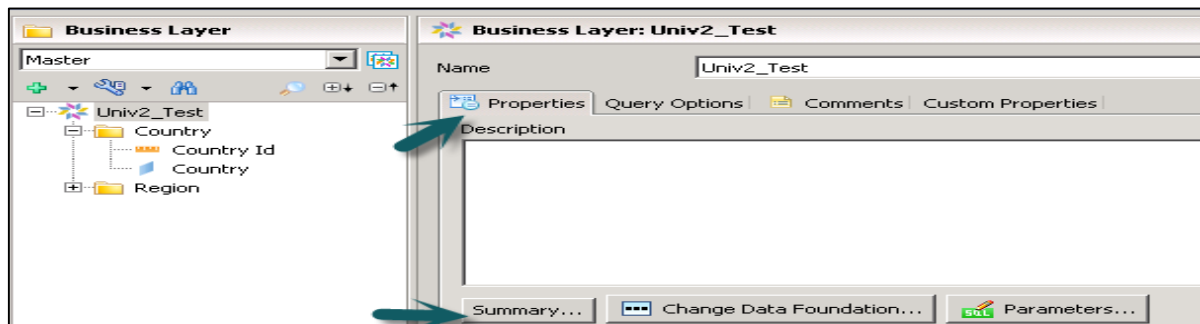 Business Layer
Master
Univ2_Test
Country
Country Id
Country
Region
Business Layer: Univ2_Test
Name Univ2_Test
Properties Query Options Comments Custom Properties
Description
Summary... Change Data Foundation... SQL Parameters...